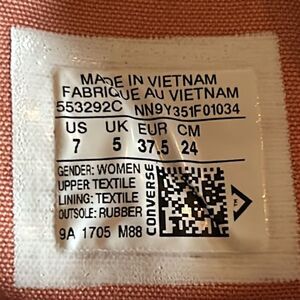 MADE IN VIETNAM
FABRIQUE AU VIETNAM
553292C NN9Y351F01034
US UK EUR CM
7 5 37.5 24
GENDER: WOMEN
UPPER TEXTILE
LINING: TEXTILE
OUTSOLE: RUBBER
9A 1705 M88
CONVERSE